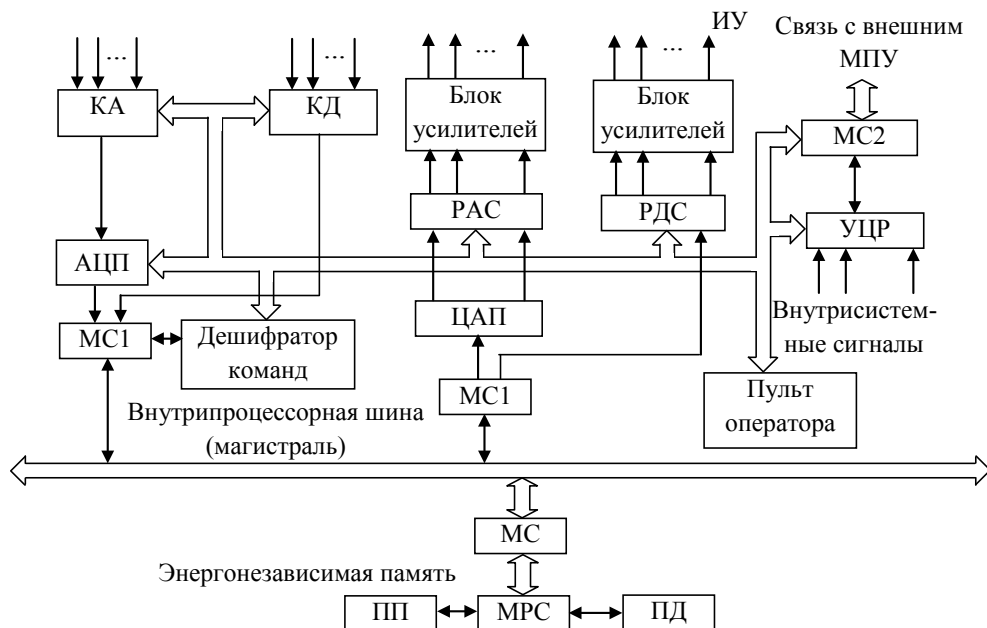 ИУ
Связь с внешним
МПУ
...
...
...
...
КА
КД
Блок
усилителей
Блок
усилителей
МС2
РАС
РДС
УЦР
АЦП
ЦАП
Внутрисистем-
ные сигналы
МС1
Дешифратор
команд
МС1
Пульт
оператора
Внутрипроцессорная шина
(магистраль)
МС
Энергонезависимая память
ПП
МРС
ПД